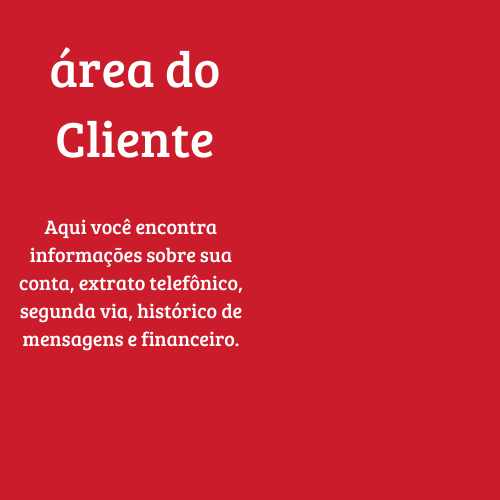 área do
Cliente
Aqui você encontra
informações sobre sua
conta, extrato telefônico,
segunda via, histórico de
mensagens e financeiro.